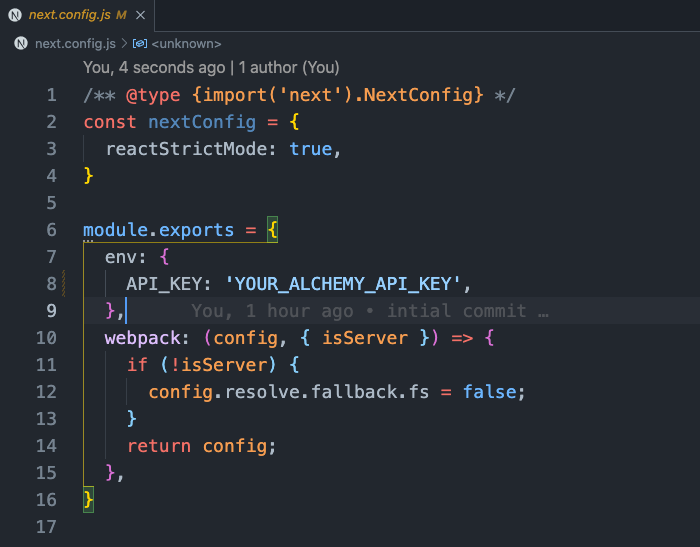 next.config.js M ×
next.config.js > <unknown>
You, 4 seconds ago | 1 author (You)
1 /** @type {import('next').NextConfig} */
2 const nextConfig = {
3   reactStrictMode: true,
4 }
5
6 module.exports = {
7   env: {
8     API_KEY: 'YOUR_ALCHEMY_API_KEY',
9   }, You, 1 hour ago • intial commit …
10   webpack: (config, { isServer }) => {
11     if (!isServer) {
12       config.resolve.fallback.fs = false;
13     }
14     return config;
15   },
16 }
17